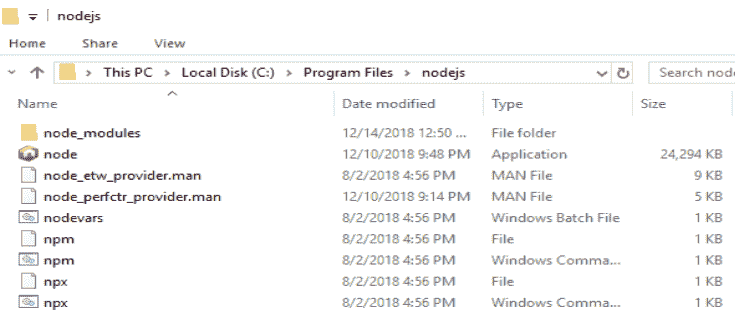 nodejs
Home Share View
This PC > Local Disk (C:) > Program Files > nodejs Search nod
Name Date modified Type Size
node_modules 12/14/2018 12:50 ... File folder
node 12/10/2018 9:48 PM Application 24,294 KB
node_etw_provider.man 8/2/2018 4:56 PM MAN File 9 KB
node_perfctr_provider.man 12/10/2018 9:14 PM MAN File 5 KB
nodevars 8/2/2018 4:56 PM Windows Batch File 1 KB
npm 8/2/2018 4:56 PM File 1 KB
npm 8/2/2018 4:56 PM Windows Comma... 1 KB
npx 8/2/2018 4:56 PM File 1 KB
npx 8/2/2018 4:56 PM Windows Comma... 1 KB